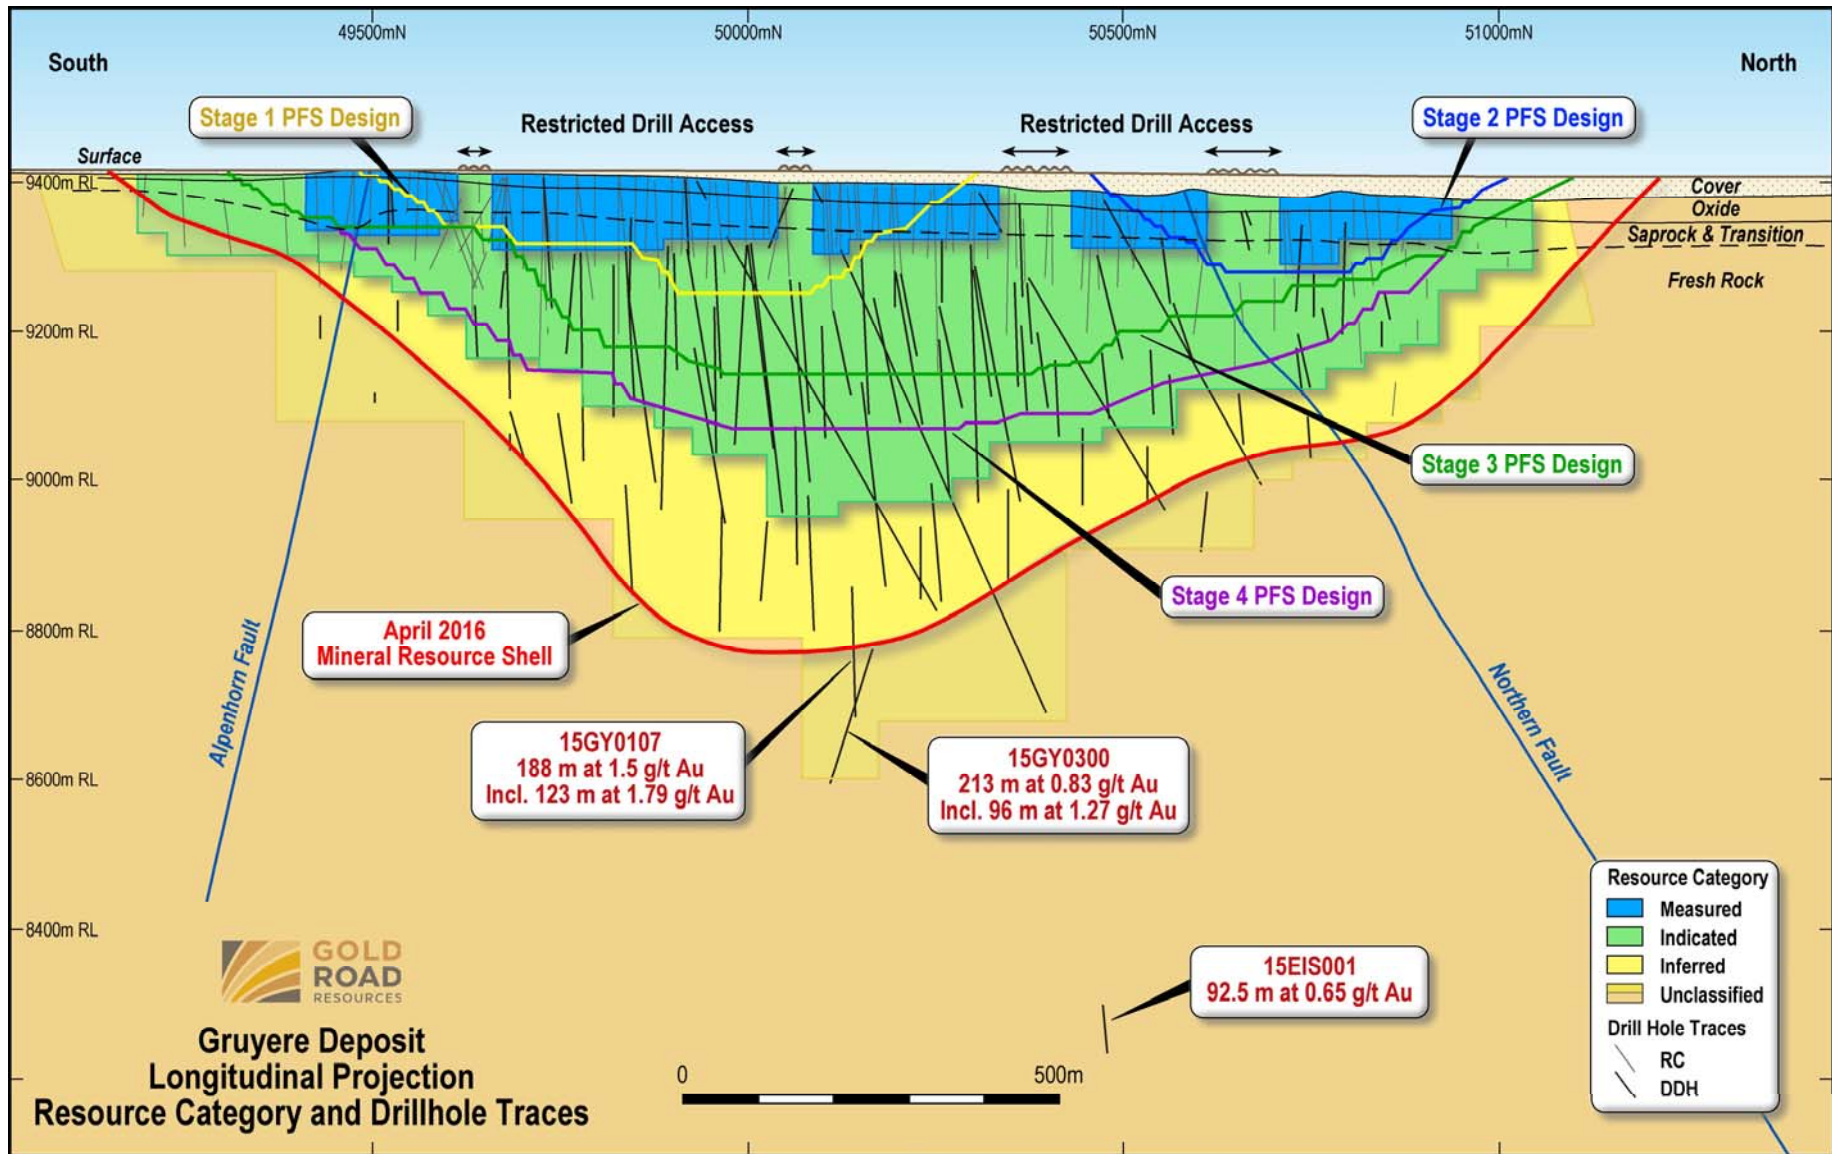 49500mN
50000mN
50500mN
51000mN
South
North
Stage 1 PFS Design
Restricted Drill Access
Restricted Drill Access
Stage 2 PFS Design
Surface
9400m RL
Cover
Oxide
Saprock & Transition
Fresh Rock
9200m RL
Stage 3 PFS Design
9000m RL
Stage 4 PFS Design
8800m RL
April 2016
Mineral Resource Shell
Alpenhorn Fault
Northern Fault
15GY0107
188 m at 1.5 g/t Au
Incl. 123 m at 1.79 g/t Au
15GY0300
213 m at 0.83 g/t Au
Incl. 96 m at 1.27 g/t Au
8600m RL
8400m RL
15EIS001
92.5 m at 0.65 g/t Au
Resource Category
Measured
Indicated
Inferred
Unclassified
Drill Hole Traces
RC
DDH
GOLD
ROAD
RESOURCES
Gruyere Deposit
Longitudinal Projection
Resource Category and Drillhole Traces
0
500m